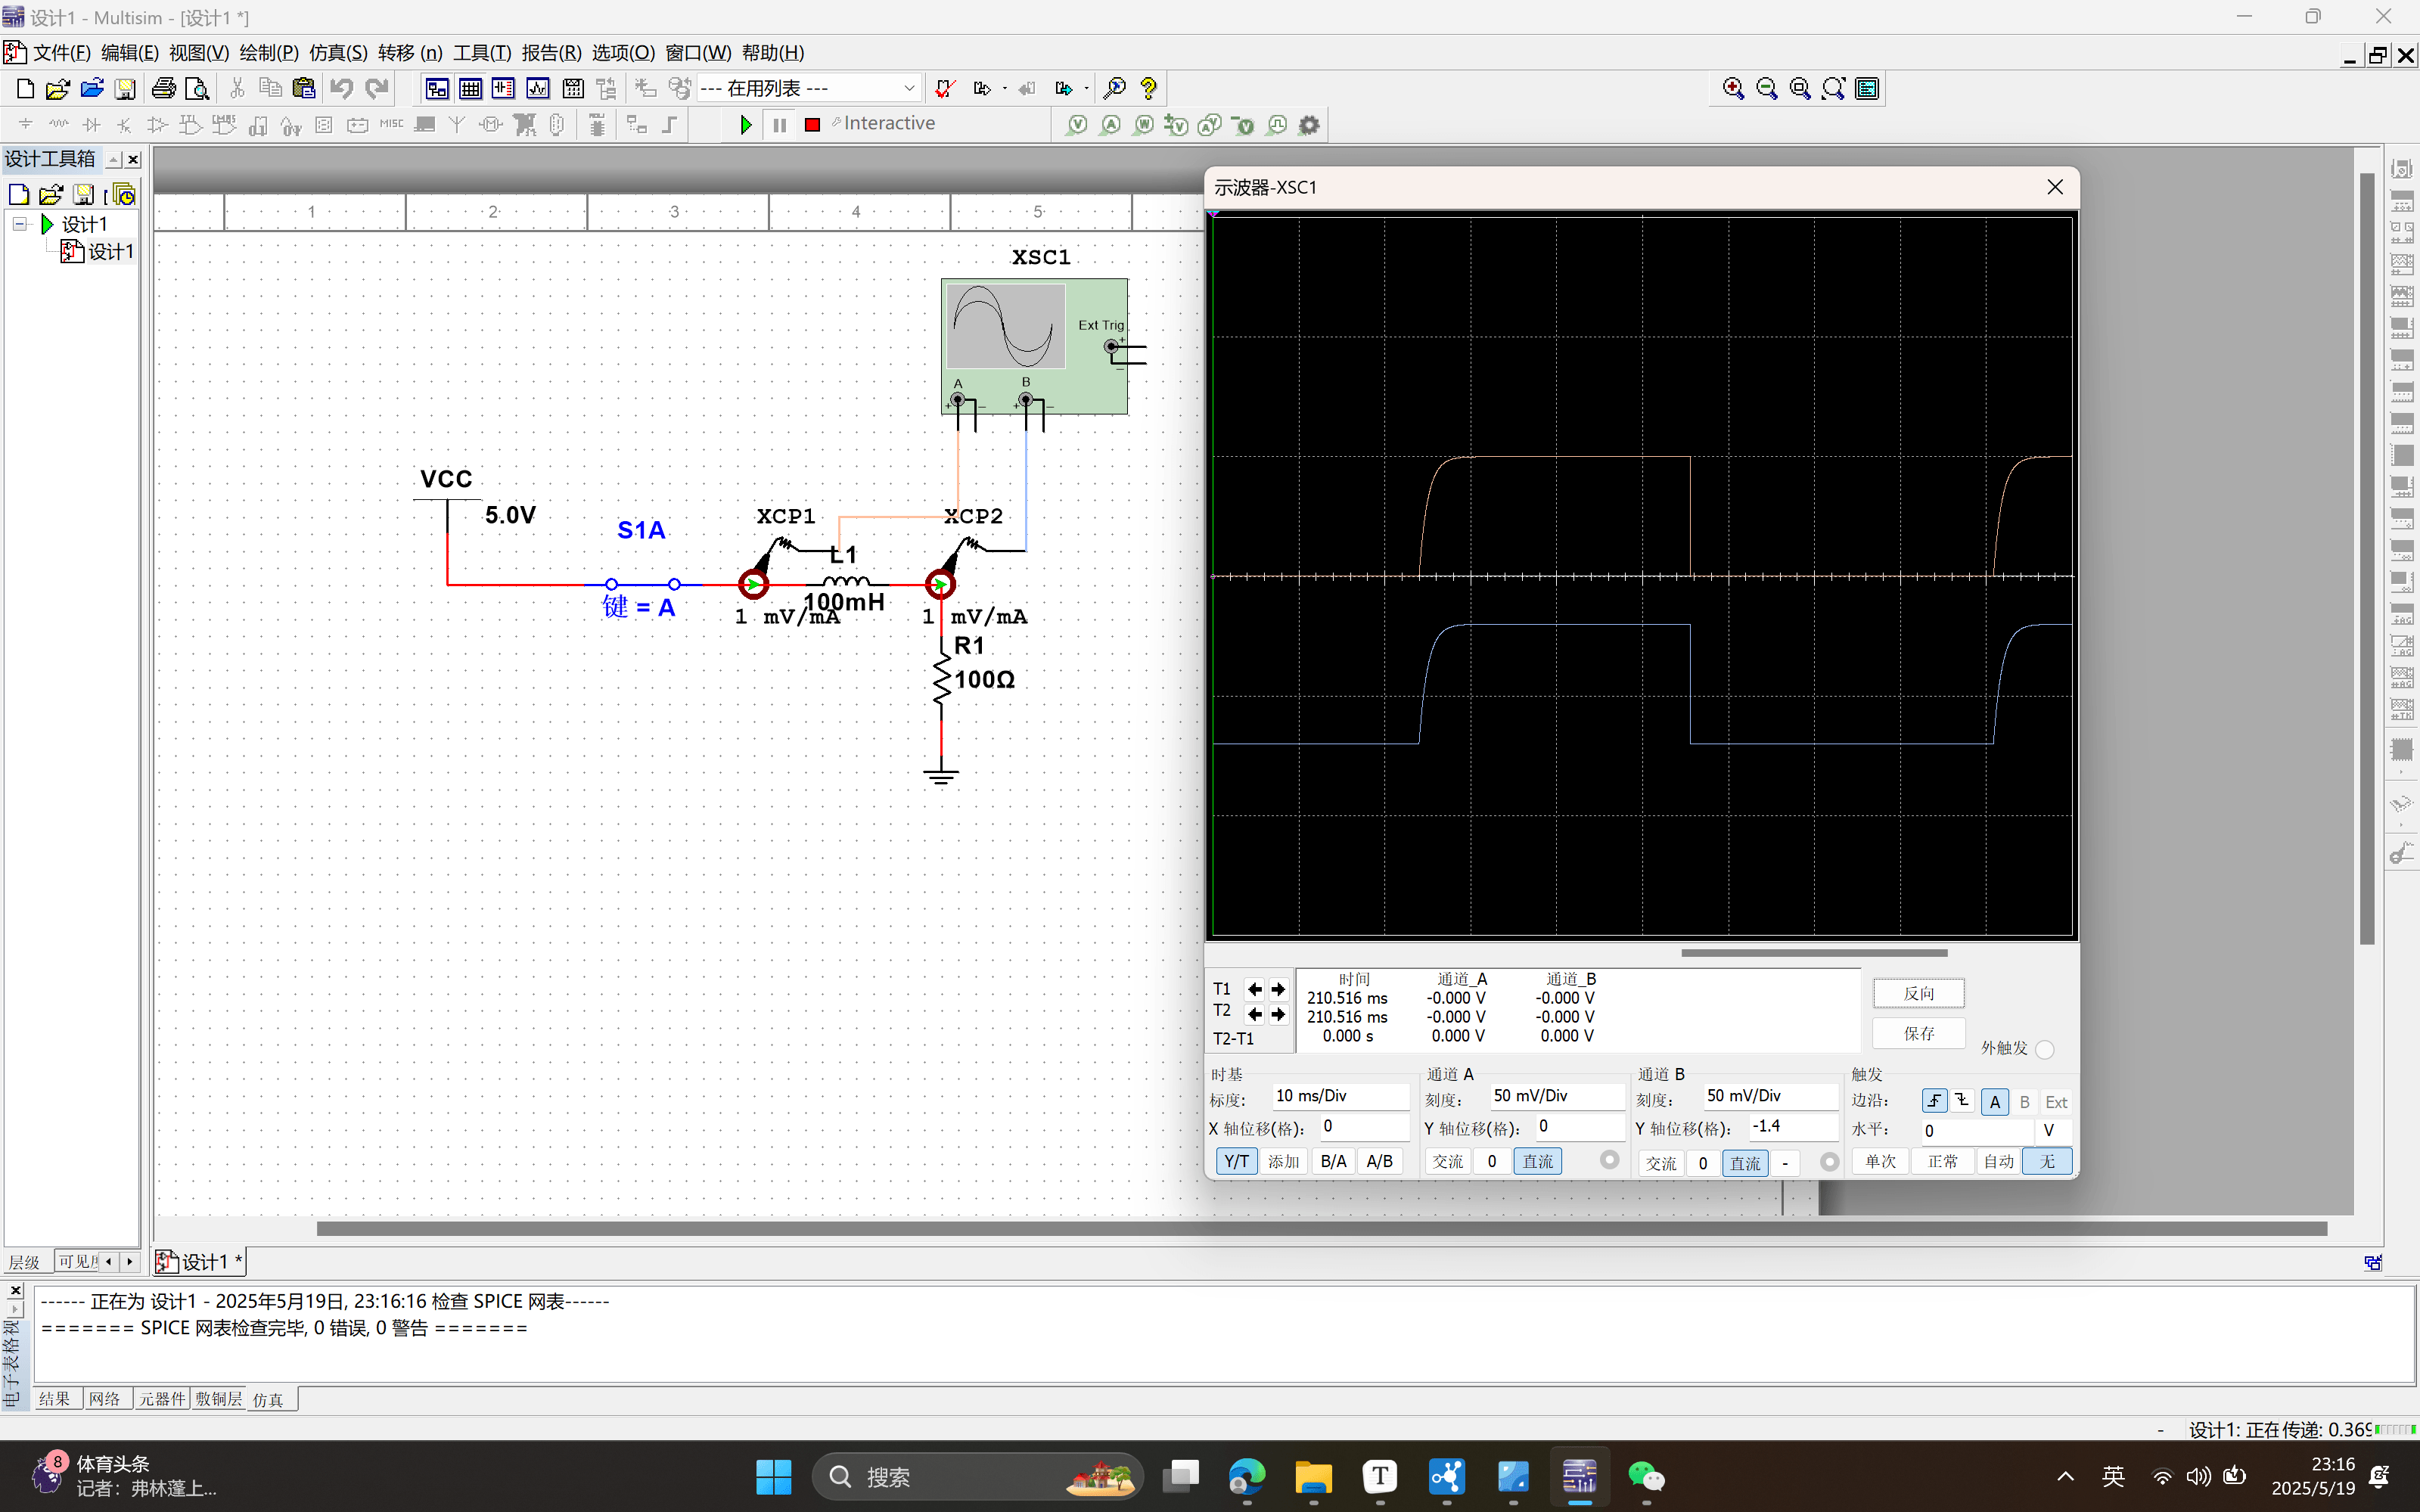 设计1 - Multisim - [设计1 *]
文件(F) 编辑(E) 视图(V) 绘制(P) 仿真(S) 转移 (n) 工具(T) 报告(R) 选项(O) 窗口(W) 帮助(H)
--- 在用列表 ---
MISC
Interactive
设计工具箱
设计1
设计1
1 2 3 4 5
XSC1
Ext Trig
A B
VCC
5.0V
S1A
键 = A
XCP1
L1
XCP2
100mH
1 mV/mA
1 mV/mA
R1
100Ω
示波器-XSC1
时间 通道_A 通道_B
T1 210.516 ms -0.000 V -0.000 V
T2 210.516 ms -0.000 V -0.000 V
T2-T1 0.000 s 0.000 V 0.000 V
反向
保存
外触发
时基
标度: 10 ms/Div
X 轴位移(格): 0
Y/T 添加 B/A A/B
通道 A
刻度: 50 mV/Div
Y 轴位移(格): 0
交流 0 直流
通道 B
刻度: 50 mV/Div
Y 轴位移(格): -1.4
交流 0 直流 -
触发
边沿: A B Ext
水平: 0 V
单次 正常 自动 无
层级 可见
设计1 *
------ 正在为 设计1 - 2025年5月19日, 23:16:16 检查 SPICE 网表------
======= SPICE 网表检查完毕, 0 错误, 0 警告 =======
电子表格视
结果 网络 元器件 敷铜层 仿真
- 设计1: 正在传递: 0.369
8
体育头条
记者：弗林蓬上...
搜索
T
英
23:16
2025/5/19